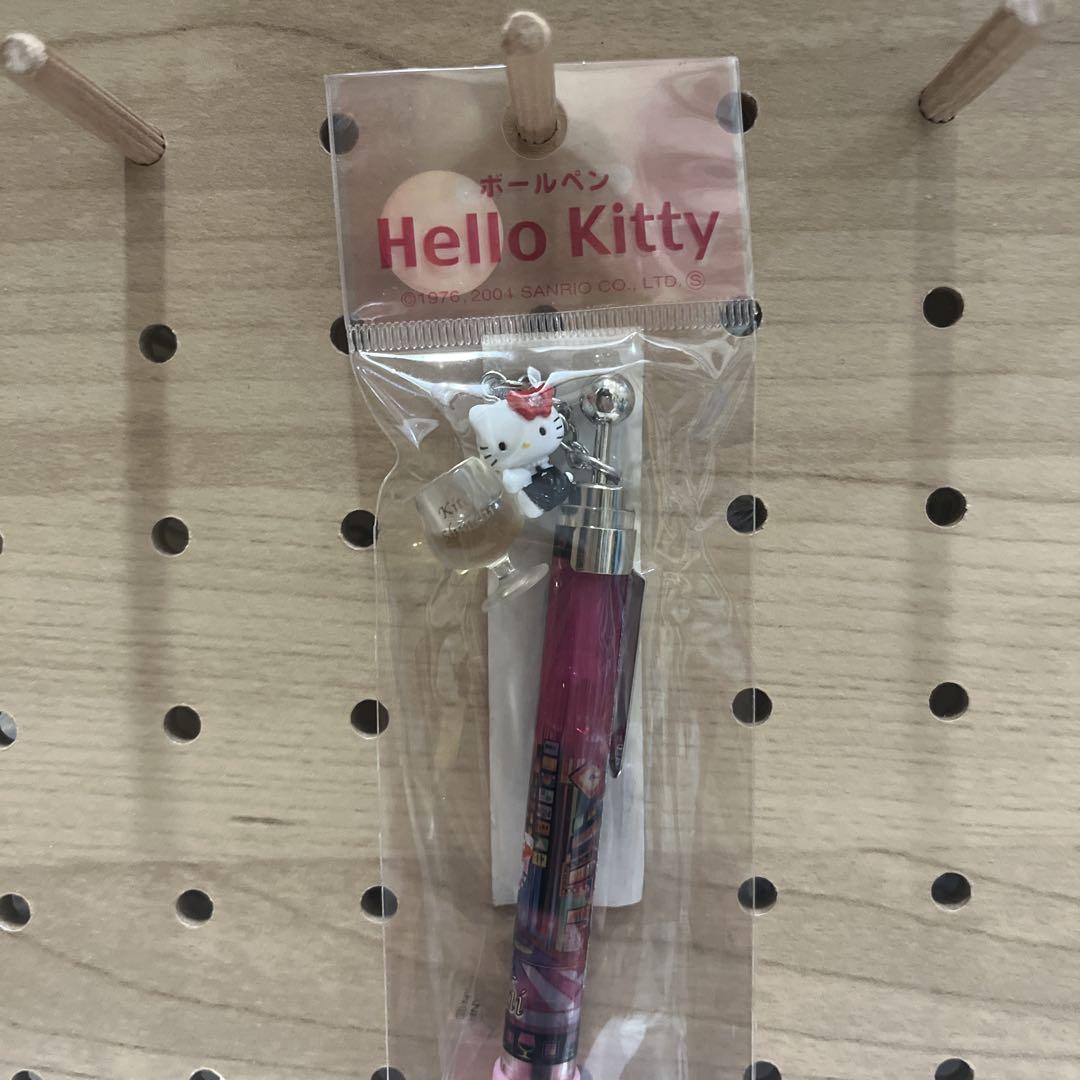 ボールペン
Hello Kitty
©1976, 2004 SANRIO CO., LTD. Ⓢ